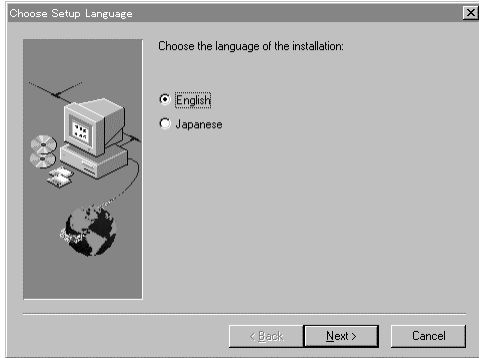 Choose Setup Language
Choose the language of the installation:
English
Japanese
< Back
Next >
Cancel